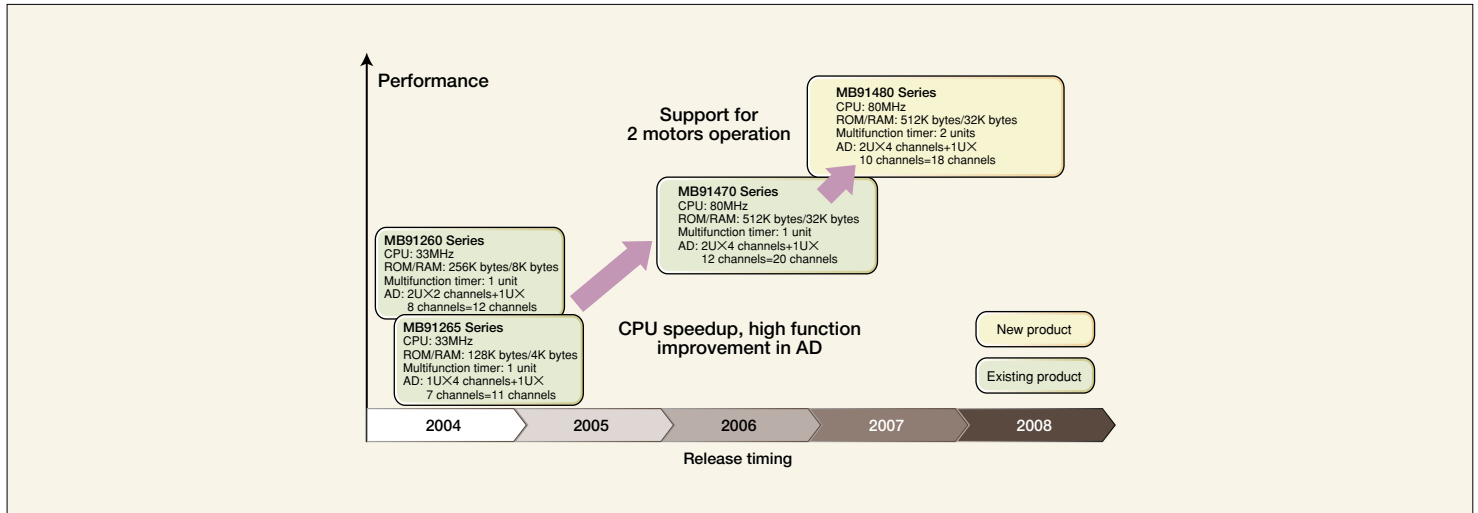 Performance
Support for
2 motors operation
MB91480 Series
CPU: 80MHz
ROM/RAM: 512K bytes/32K bytes
Multifunction timer: 2 units
AD: 2U×4 channels+1U×
10 channels=18 channels
MB91470 Series
CPU: 80MHz
ROM/RAM: 512K bytes/32K bytes
Multifunction timer: 1 unit
AD: 2U×4 channels+1U×
12 channels=20 channels
MB91260 Series
CPU: 33MHz
ROM/RAM: 256K bytes/8K bytes
Multifunction timer: 1 unit
AD: 2U×2 channels+1U×
8 channels=12 channels
MB91265 Series
CPU: 33MHz
ROM/RAM: 128K bytes/4K bytes
Multifunction timer: 1 unit
AD: 1U×4 channels+1U×
7 channels=11 channels
CPU speedup, high function
improvement in AD
New product
Existing product
2004 2005 2006 2007 2008
Release timing